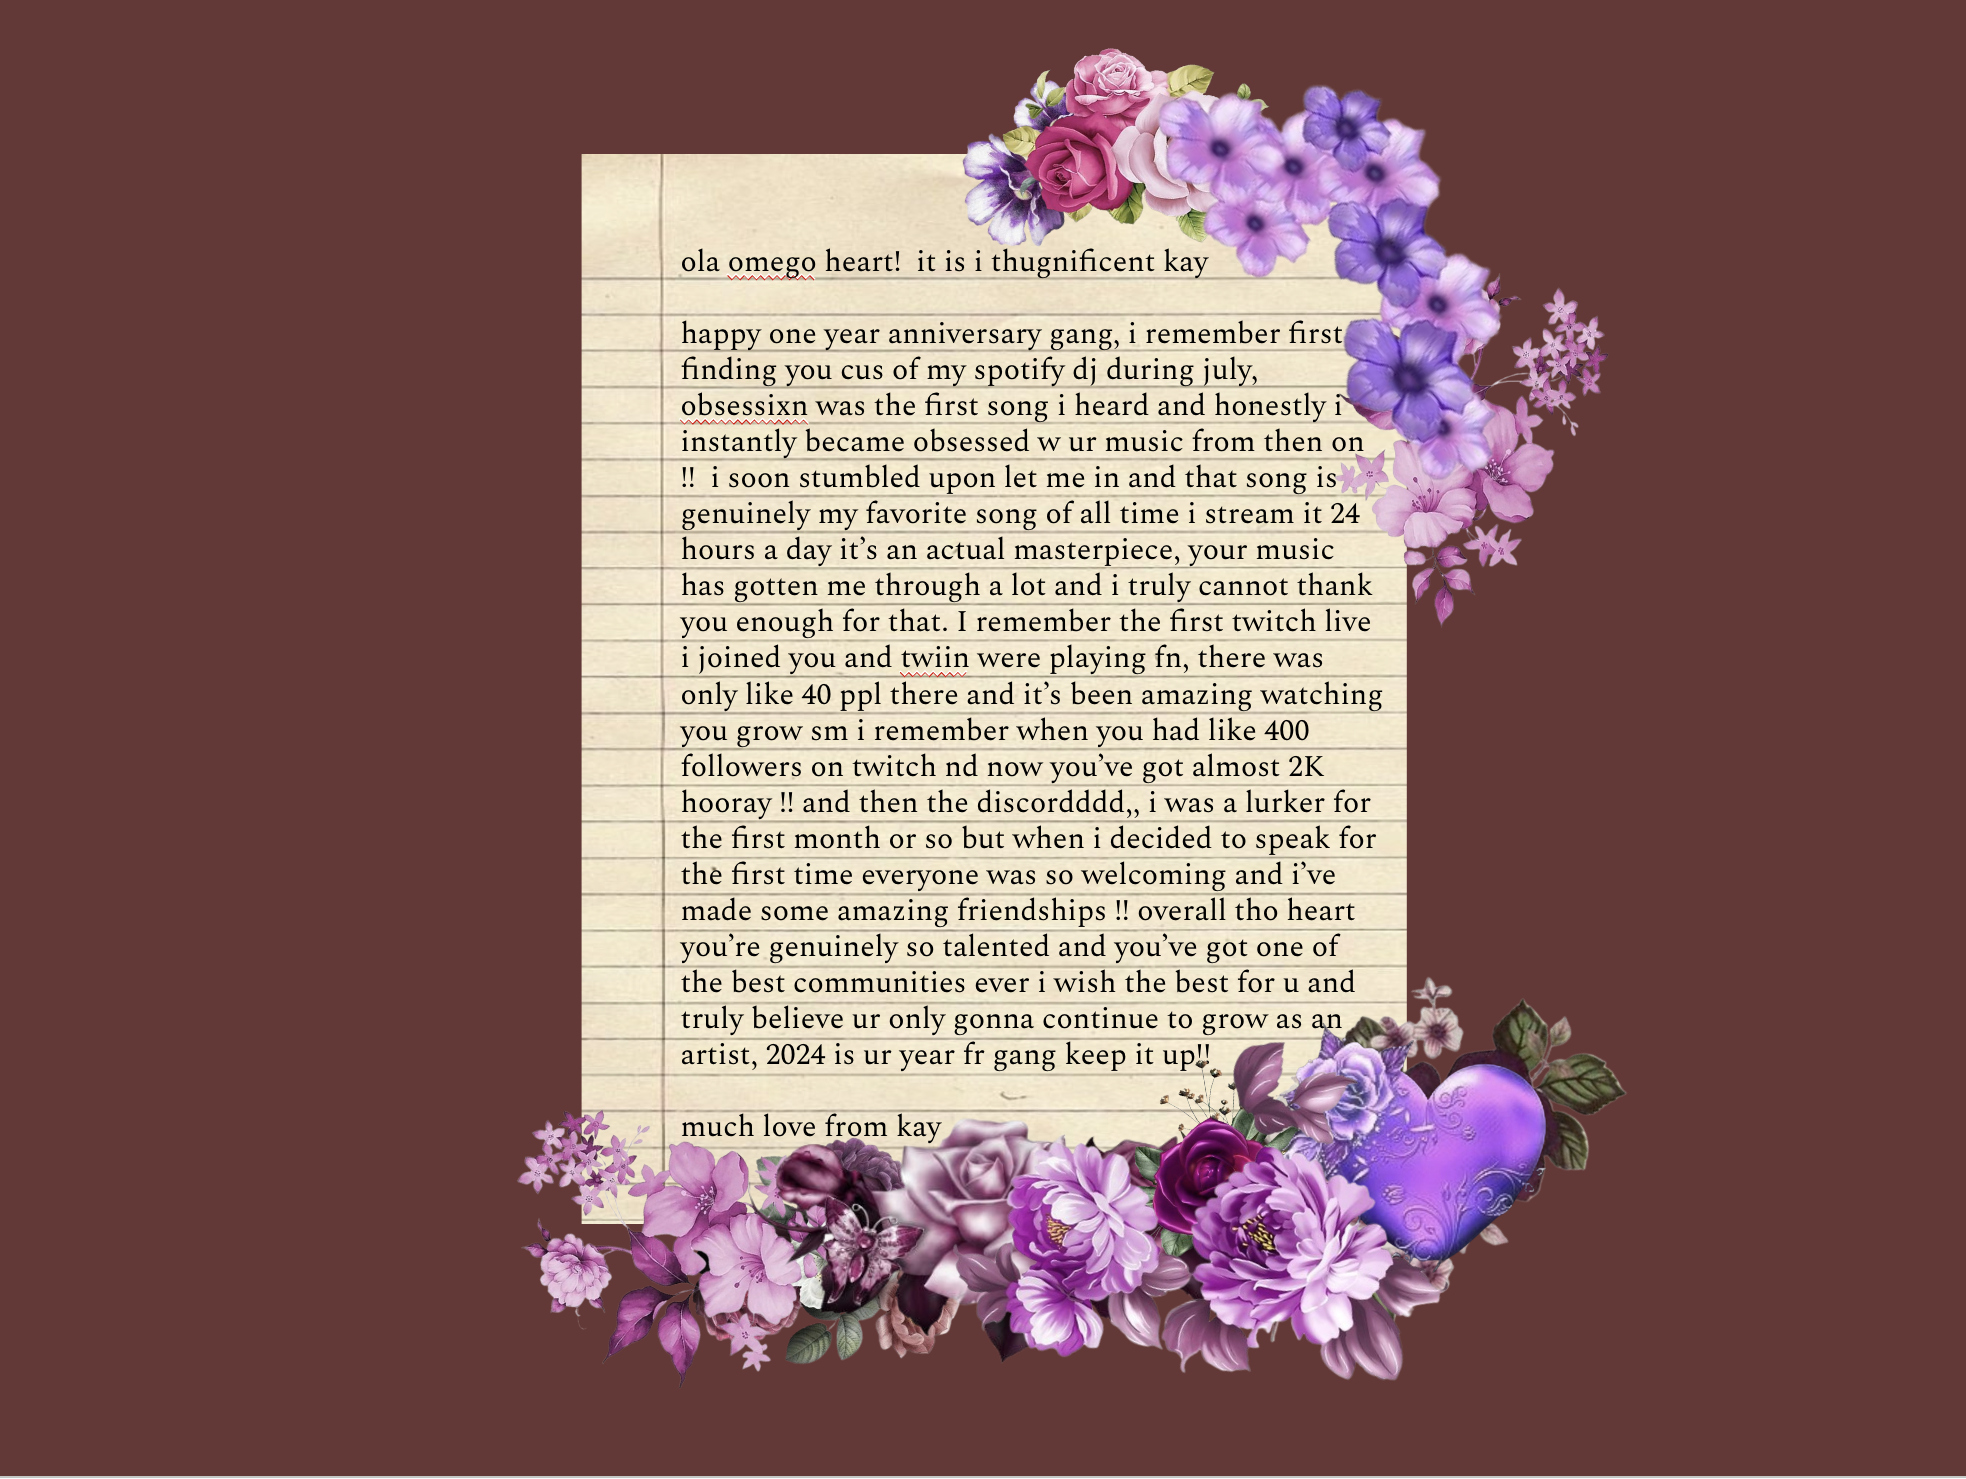 ola omego heart!  it is i thugnificent kay
happy one year anniversary gang, i remember first
finding you cus of my spotify dj during july,
obsessixn was the first song i heard and honestly i
instantly became obsessed w ur music from then on
!!  i soon stumbled upon let me in and that song is
genuinely my favorite song of all time i stream it 24
hours a day it’s an actual masterpiece, your music
has gotten me through a lot and i truly cannot thank
you enough for that. I remember the first twitch live
i joined you and twiin were playing fn, there was
only like 40 ppl there and it’s been amazing watching
you grow sm i remember when you had like 400
followers on twitch nd now you’ve got almost 2K
hooray !! and then the discordddd,, i was a lurker for
the first month or so but when i decided to speak for
the first time everyone was so welcoming and i’ve
made some amazing friendships !! overall tho heart
you’re genuinely so talented and you’ve got one of
the best communities ever i wish the best for u and
truly believe ur only gonna continue to grow as an
artist, 2024 is ur year fr gang keep it up!!
much love from kay